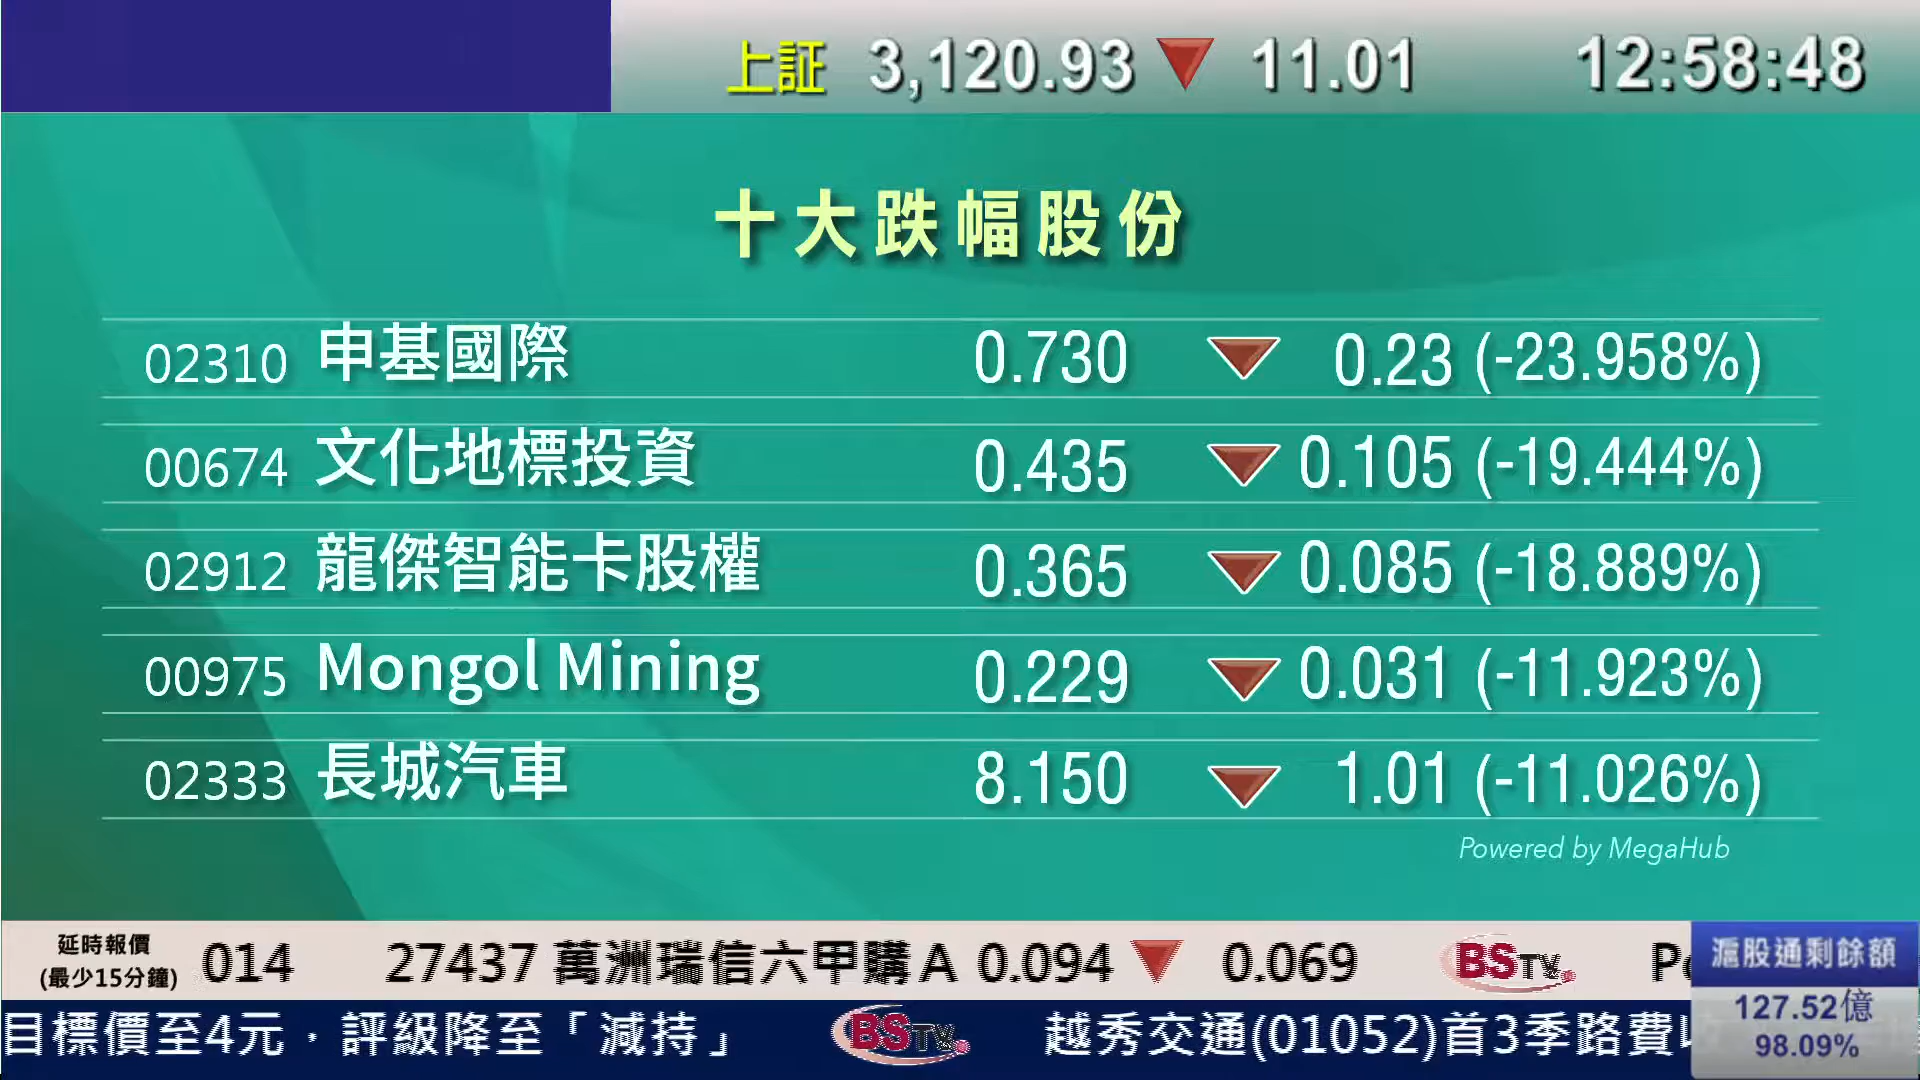 上証 3,120.93 ▼ 11.01 12:58:48
十大跌幅股份
02310 申基國際 0.730 ▼ 0.23 (-23.958%)
00674 文化地標投資 0.435 ▼ 0.105 (-19.444%)
02912 龍傑智能卡股權 0.365 ▼ 0.085 (-18.889%)
00975 Mongol Mining 0.229 ▼ 0.031 (-11.923%)
02333 長城汽車 8.150 ▼ 1.01 (-11.026%)
Powered by MegaHub
延時報價
(最少15分鐘)
014 27437 萬洲瑞信六甲購A 0.094 ▼ 0.069 BSTV
滬股通剩餘額
127.52億
98.09%
目標價至4元，評級降至「減持」 BSTV 越秀交通(01052)首3季路費